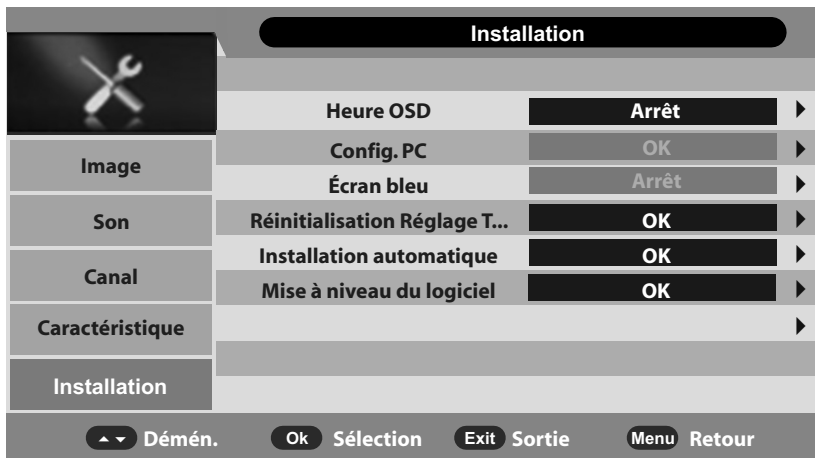 Installation
Heure OSD Arrêt
Config. PC OK
Écran bleu Arrêt
Réinitialisation Réglage T... OK
Installation automatique OK
Mise à niveau du logiciel OK
Image
Son
Canal
Caractéristique
Installation
Démén. Ok Sélection Exit Sortie Menu Retour